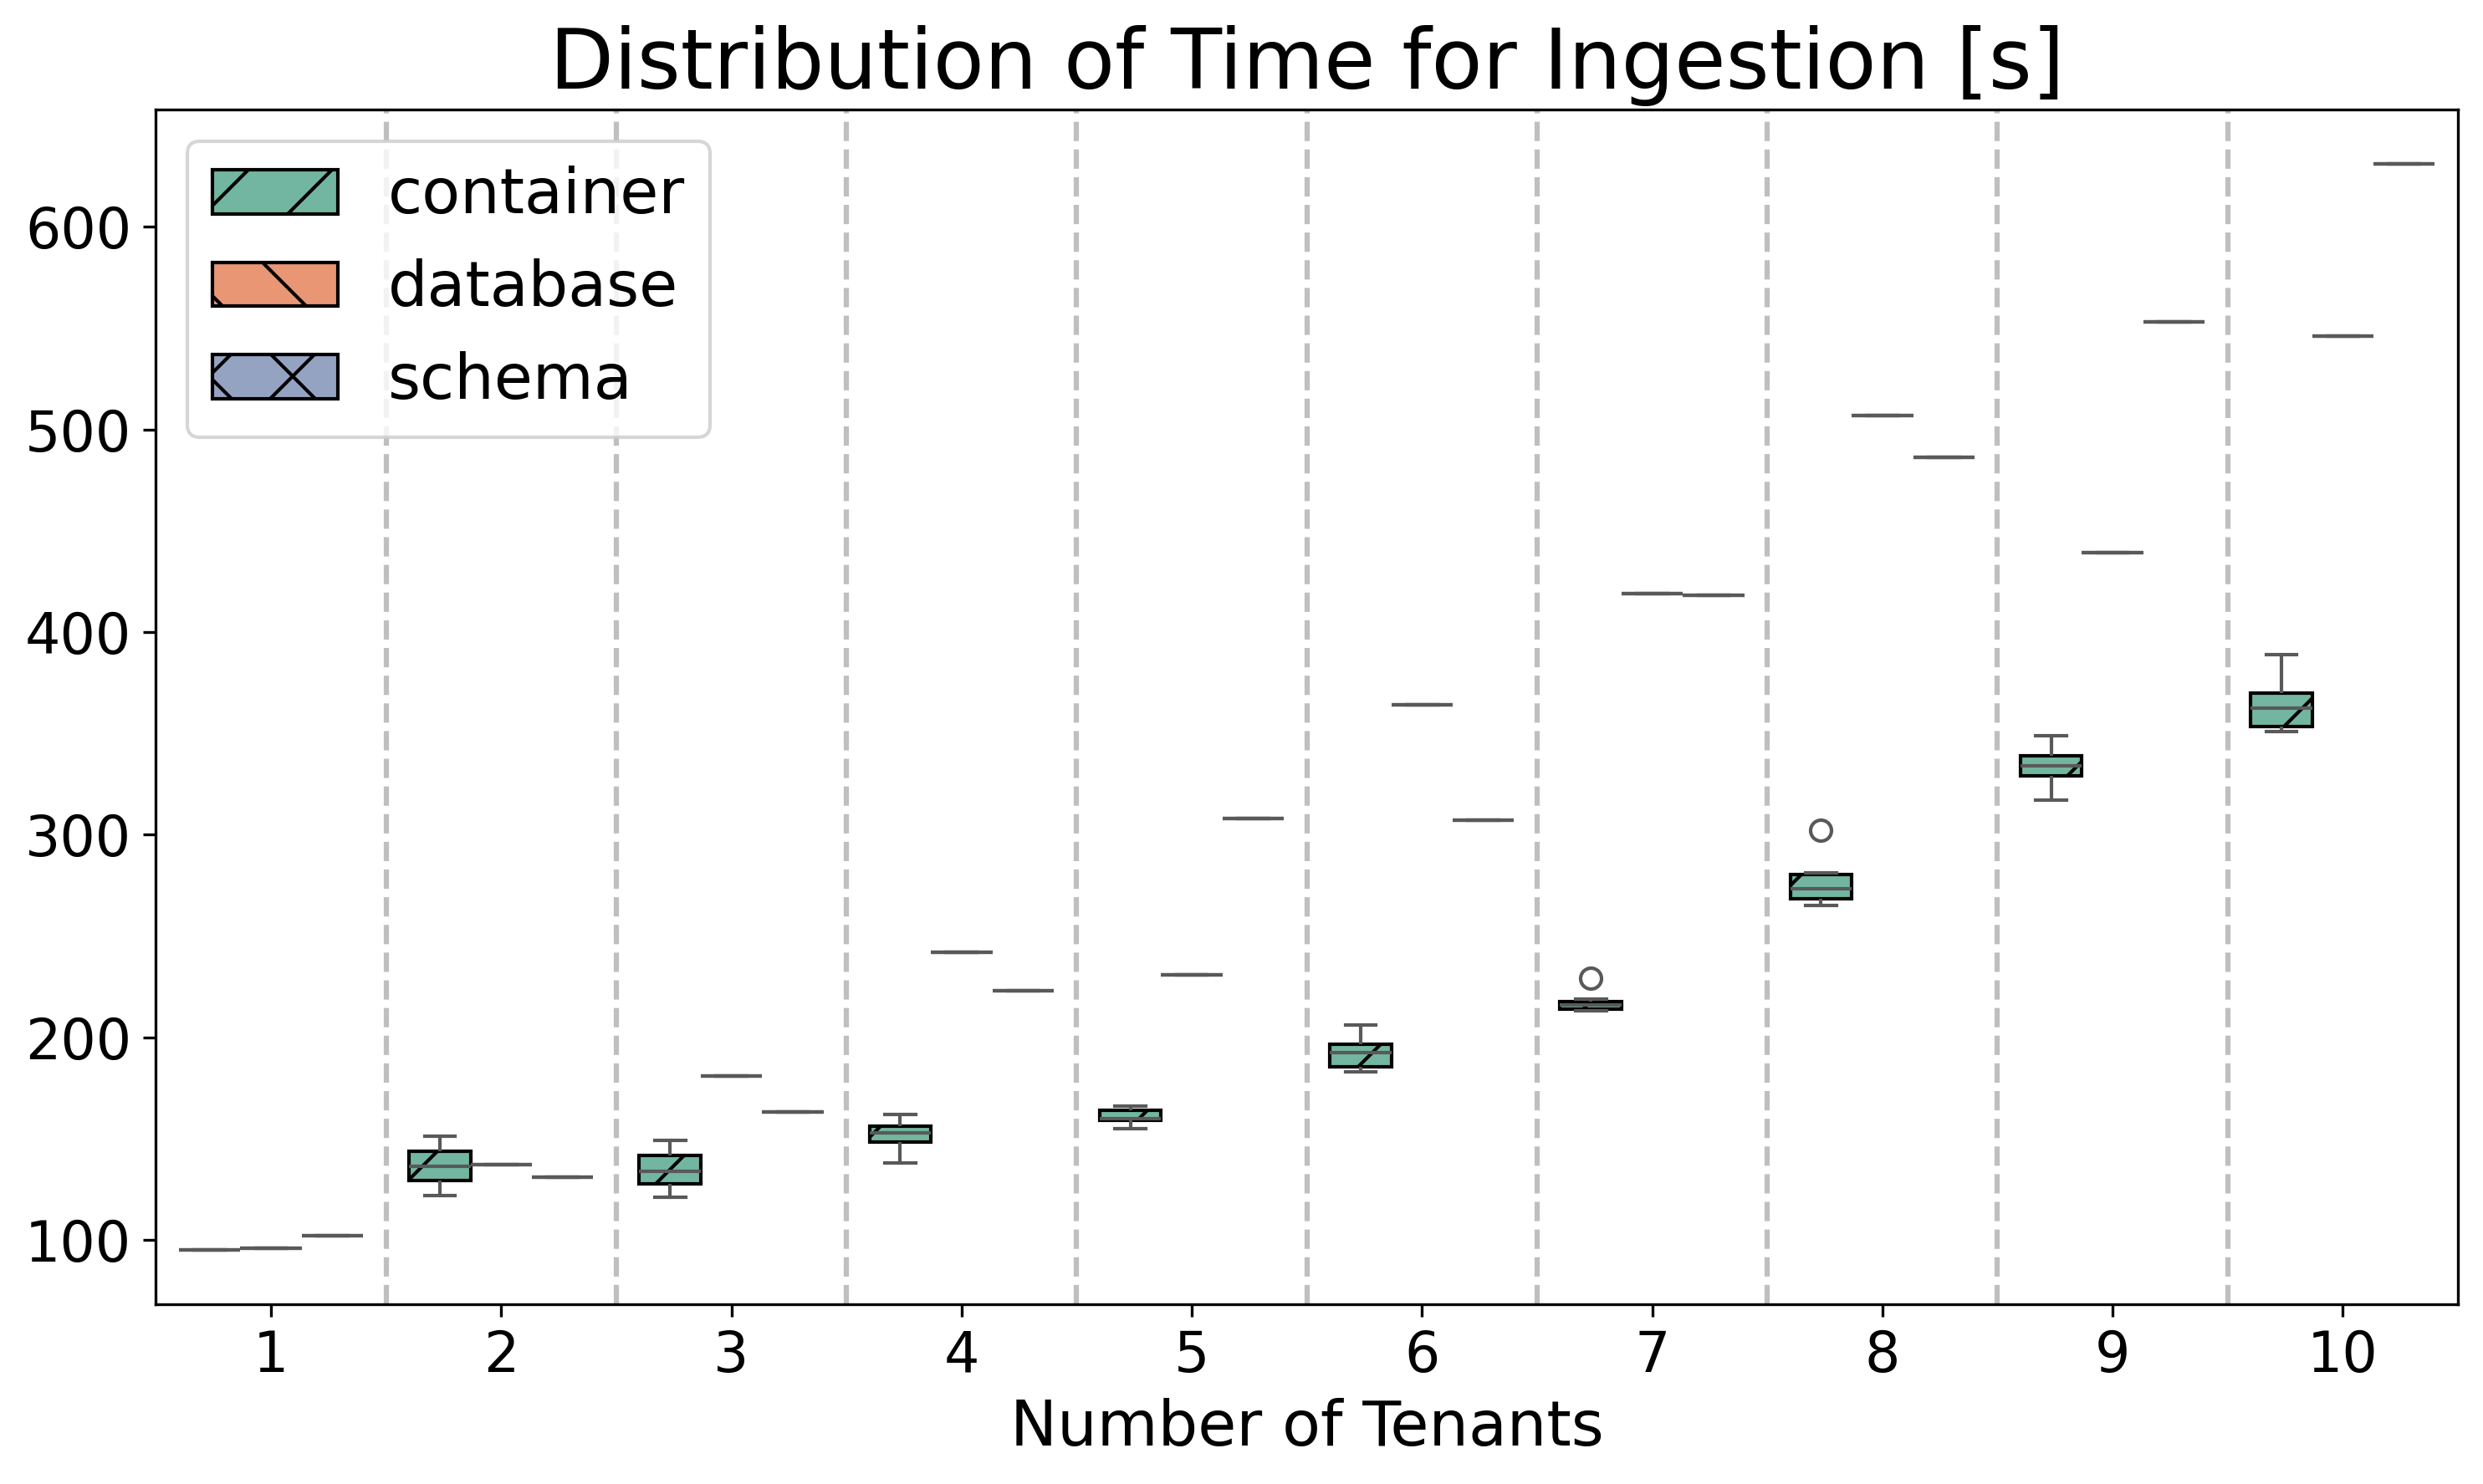 Distribution of Time for Ingestion [s]
container
database
schema
600
500
400
300
200
100
1 2 3 4 5 6 7 8 9 10
Number of Tenants